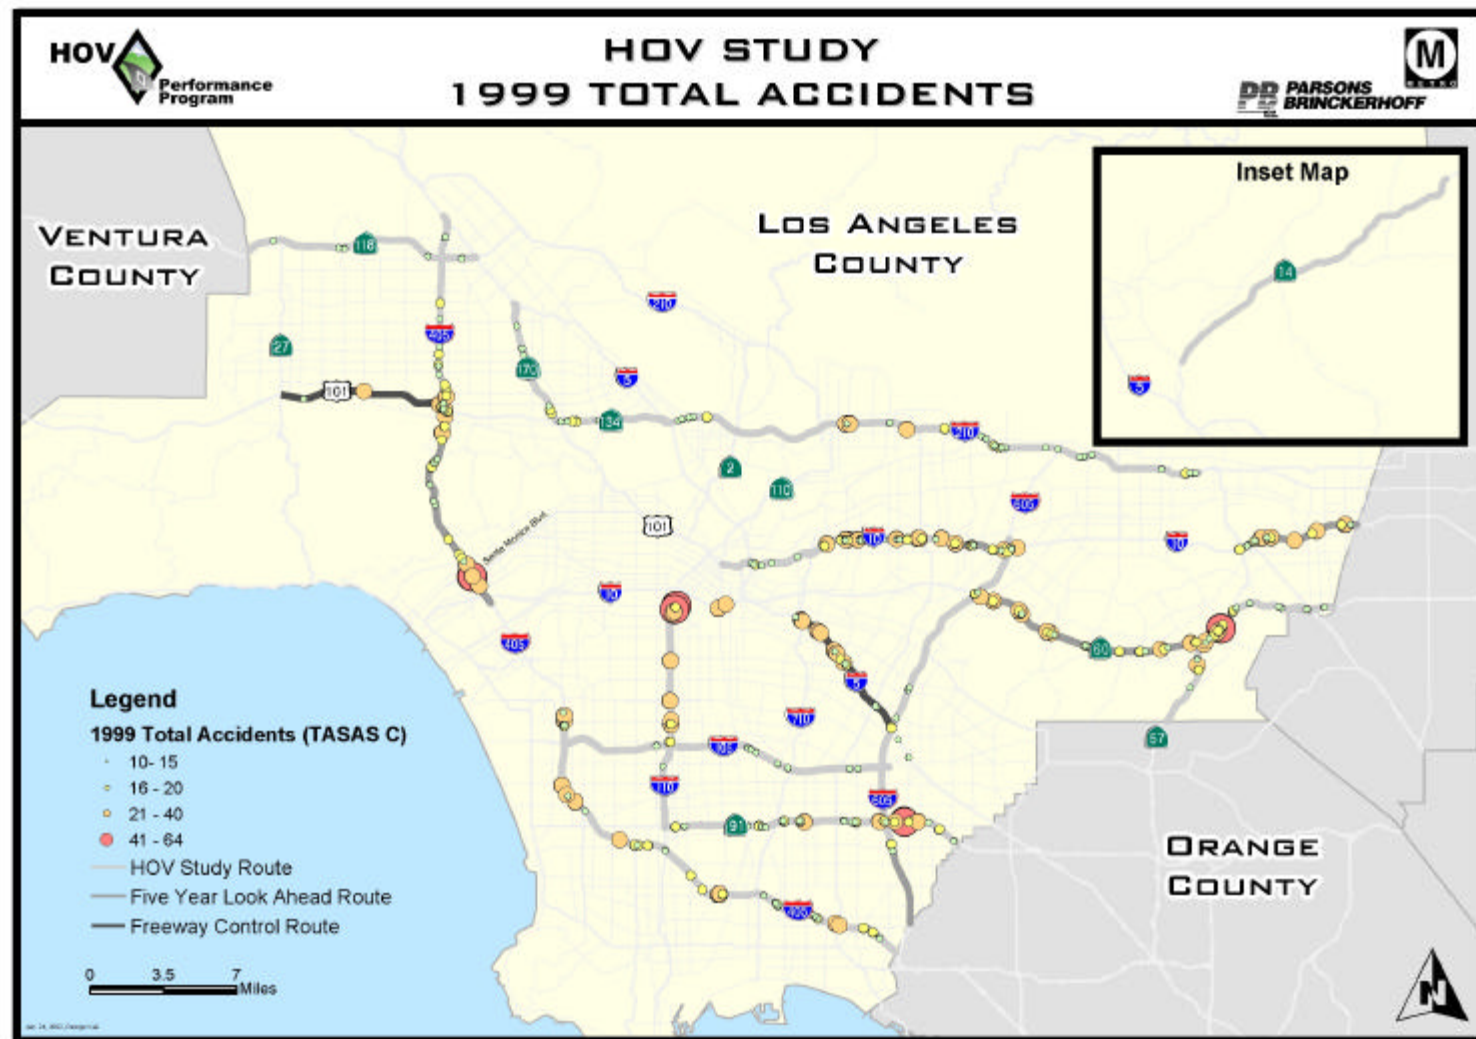 HOV
Performance
Program
HOV STUDY
1999 TOTAL ACCIDENTS
M
METRO
PB PARSONS
BRINCKERHOFF
Inset Map
14
5
VENTURA
COUNTY
LOS ANGELES
COUNTY
118
210
405
27
170
5
101
134
210
2
110
605
101
Santa Monica Blvd.
10
10
10
405
60
5
710
57
105
110
605
91
405
ORANGE
COUNTY
Legend
1999 Total Accidents (TASAS C)
10- 15
16 - 20
21 - 40
41 - 64
HOV Study Route
Five Year Look Ahead Route
Freeway Control Route
0 3.5 7
Miles
N